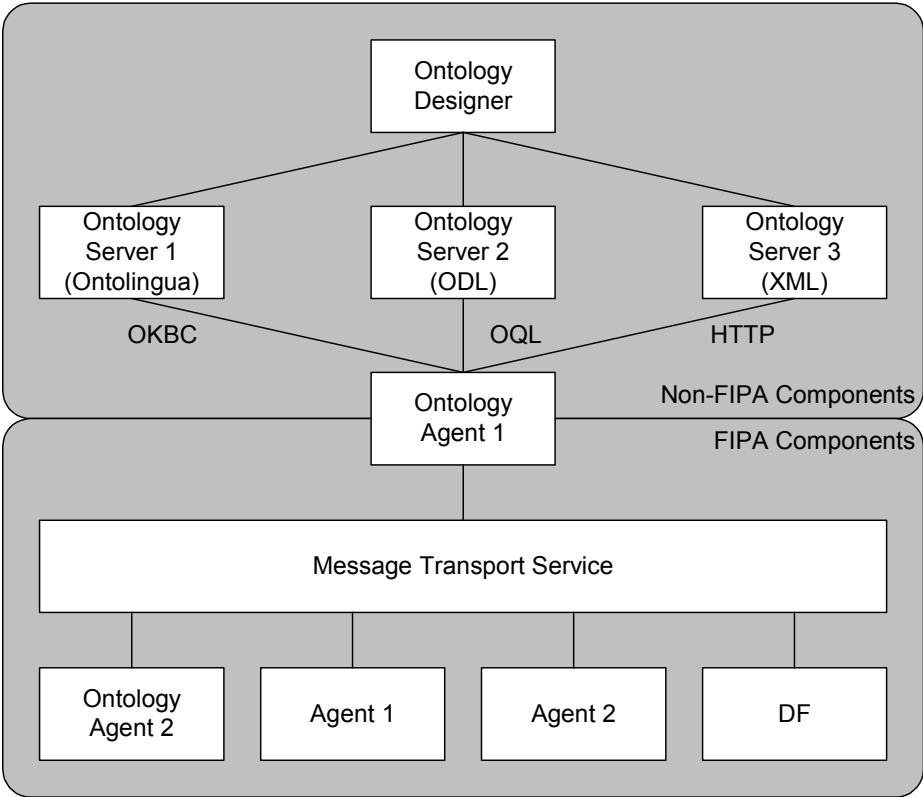 Ontology
Designer
Ontology
Server 1
(Ontolingua)
Ontology
Server 2
(ODL)
Ontology
Server 3
(XML)
OKBC
OQL
HTTP
Ontology
Agent 1
Non-FIPA Components
FIPA Components
Message Transport Service
Ontology
Agent 2
Agent 1
Agent 2
DF